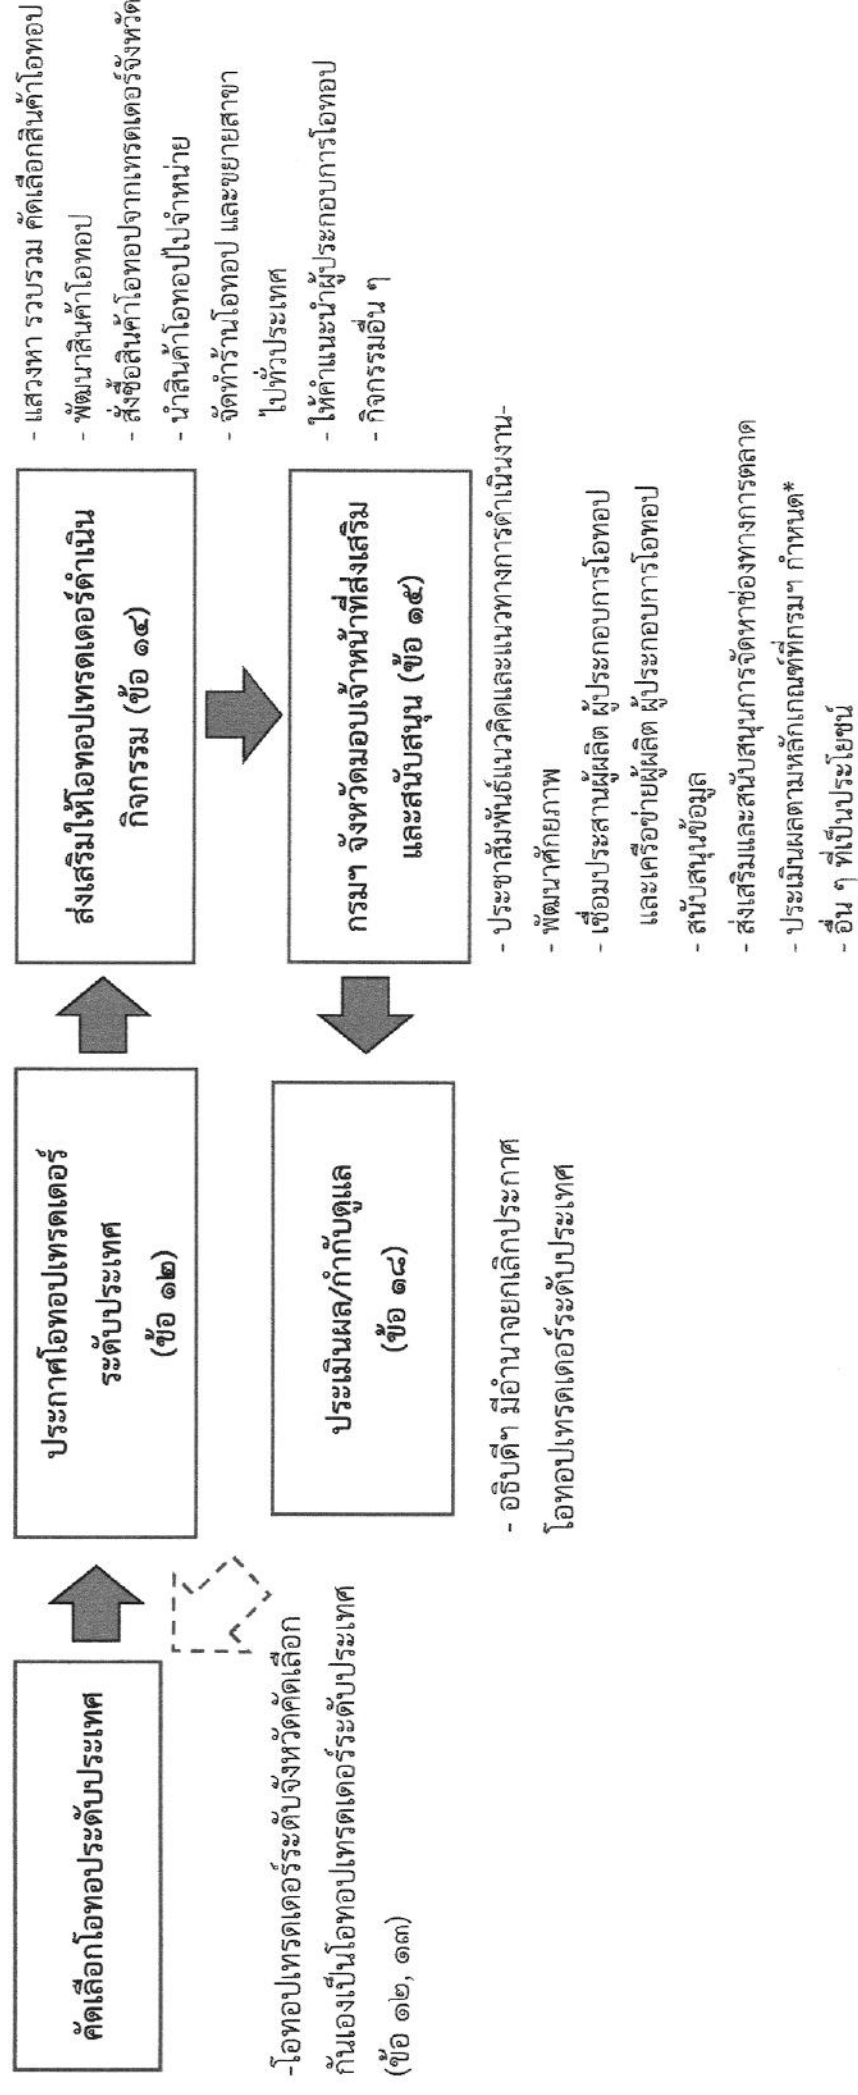 คัดเลือกโอทอประดับประเทศ
-โอทอปเทรดเดอร์ระดับจังหวัดคัดเลือก
กันเองเป็นโอทอปเทรดเดอร์ระดับประเทศ
(ข้อ ๑๒, ๑๓)
ประกาศโอทอปเทรดเดอร์
ระดับประเทศ
(ข้อ ๑๒)
ส่งเสริมให้โอทอปเทรดเดอร์ดำเนิน
กิจกรรม (ข้อ ๑๔)
- แสวงหา รวบรวม คัดเลือกสินค้าโอทอป
- พัฒนาสินค้าโอทอป
- สั่งซื้อสินค้าโอทอปจากเทรดเดอร์จังหวัด
- นำสินค้าโอทอปไปจำหน่าย
- จัดทำร้านโอทอป และขยายสาขา
ไปทั่วประเทศ
- ให้คำแนะนำผู้ประกอบการโอทอป
- กิจกรรมอื่น ๆ
กรมฯ จังหวัดมอบเจ้าหน้าที่ส่งเสริม
และสนับสนุน (ข้อ ๑๕)
- ประชาสัมพันธ์แนวคิดและแนวทางการดำเนินงาน-
- พัฒนาศักยภาพ
- เชื่อมประสานผู้ผลิต ผู้ประกอบการโอทอป
และเครือข่ายผู้ผลิต ผู้ประกอบการโอทอป
- สนับสนุนข้อมูล
- ส่งเสริมและสนับสนุนการจัดหาช่องทางการตลาด
- ประเมินผลตามหลักเกณฑ์ที่กรมฯ กำหนด*
- อื่น ๆ ที่เป็นประโยชน์
ประเมินผล/กำกับดูแล
(ข้อ ๑๘)
- อธิบดีฯ มีอำนาจยกเลิกประกาศ
โอทอปเทรดเดอร์ระดับประเทศ